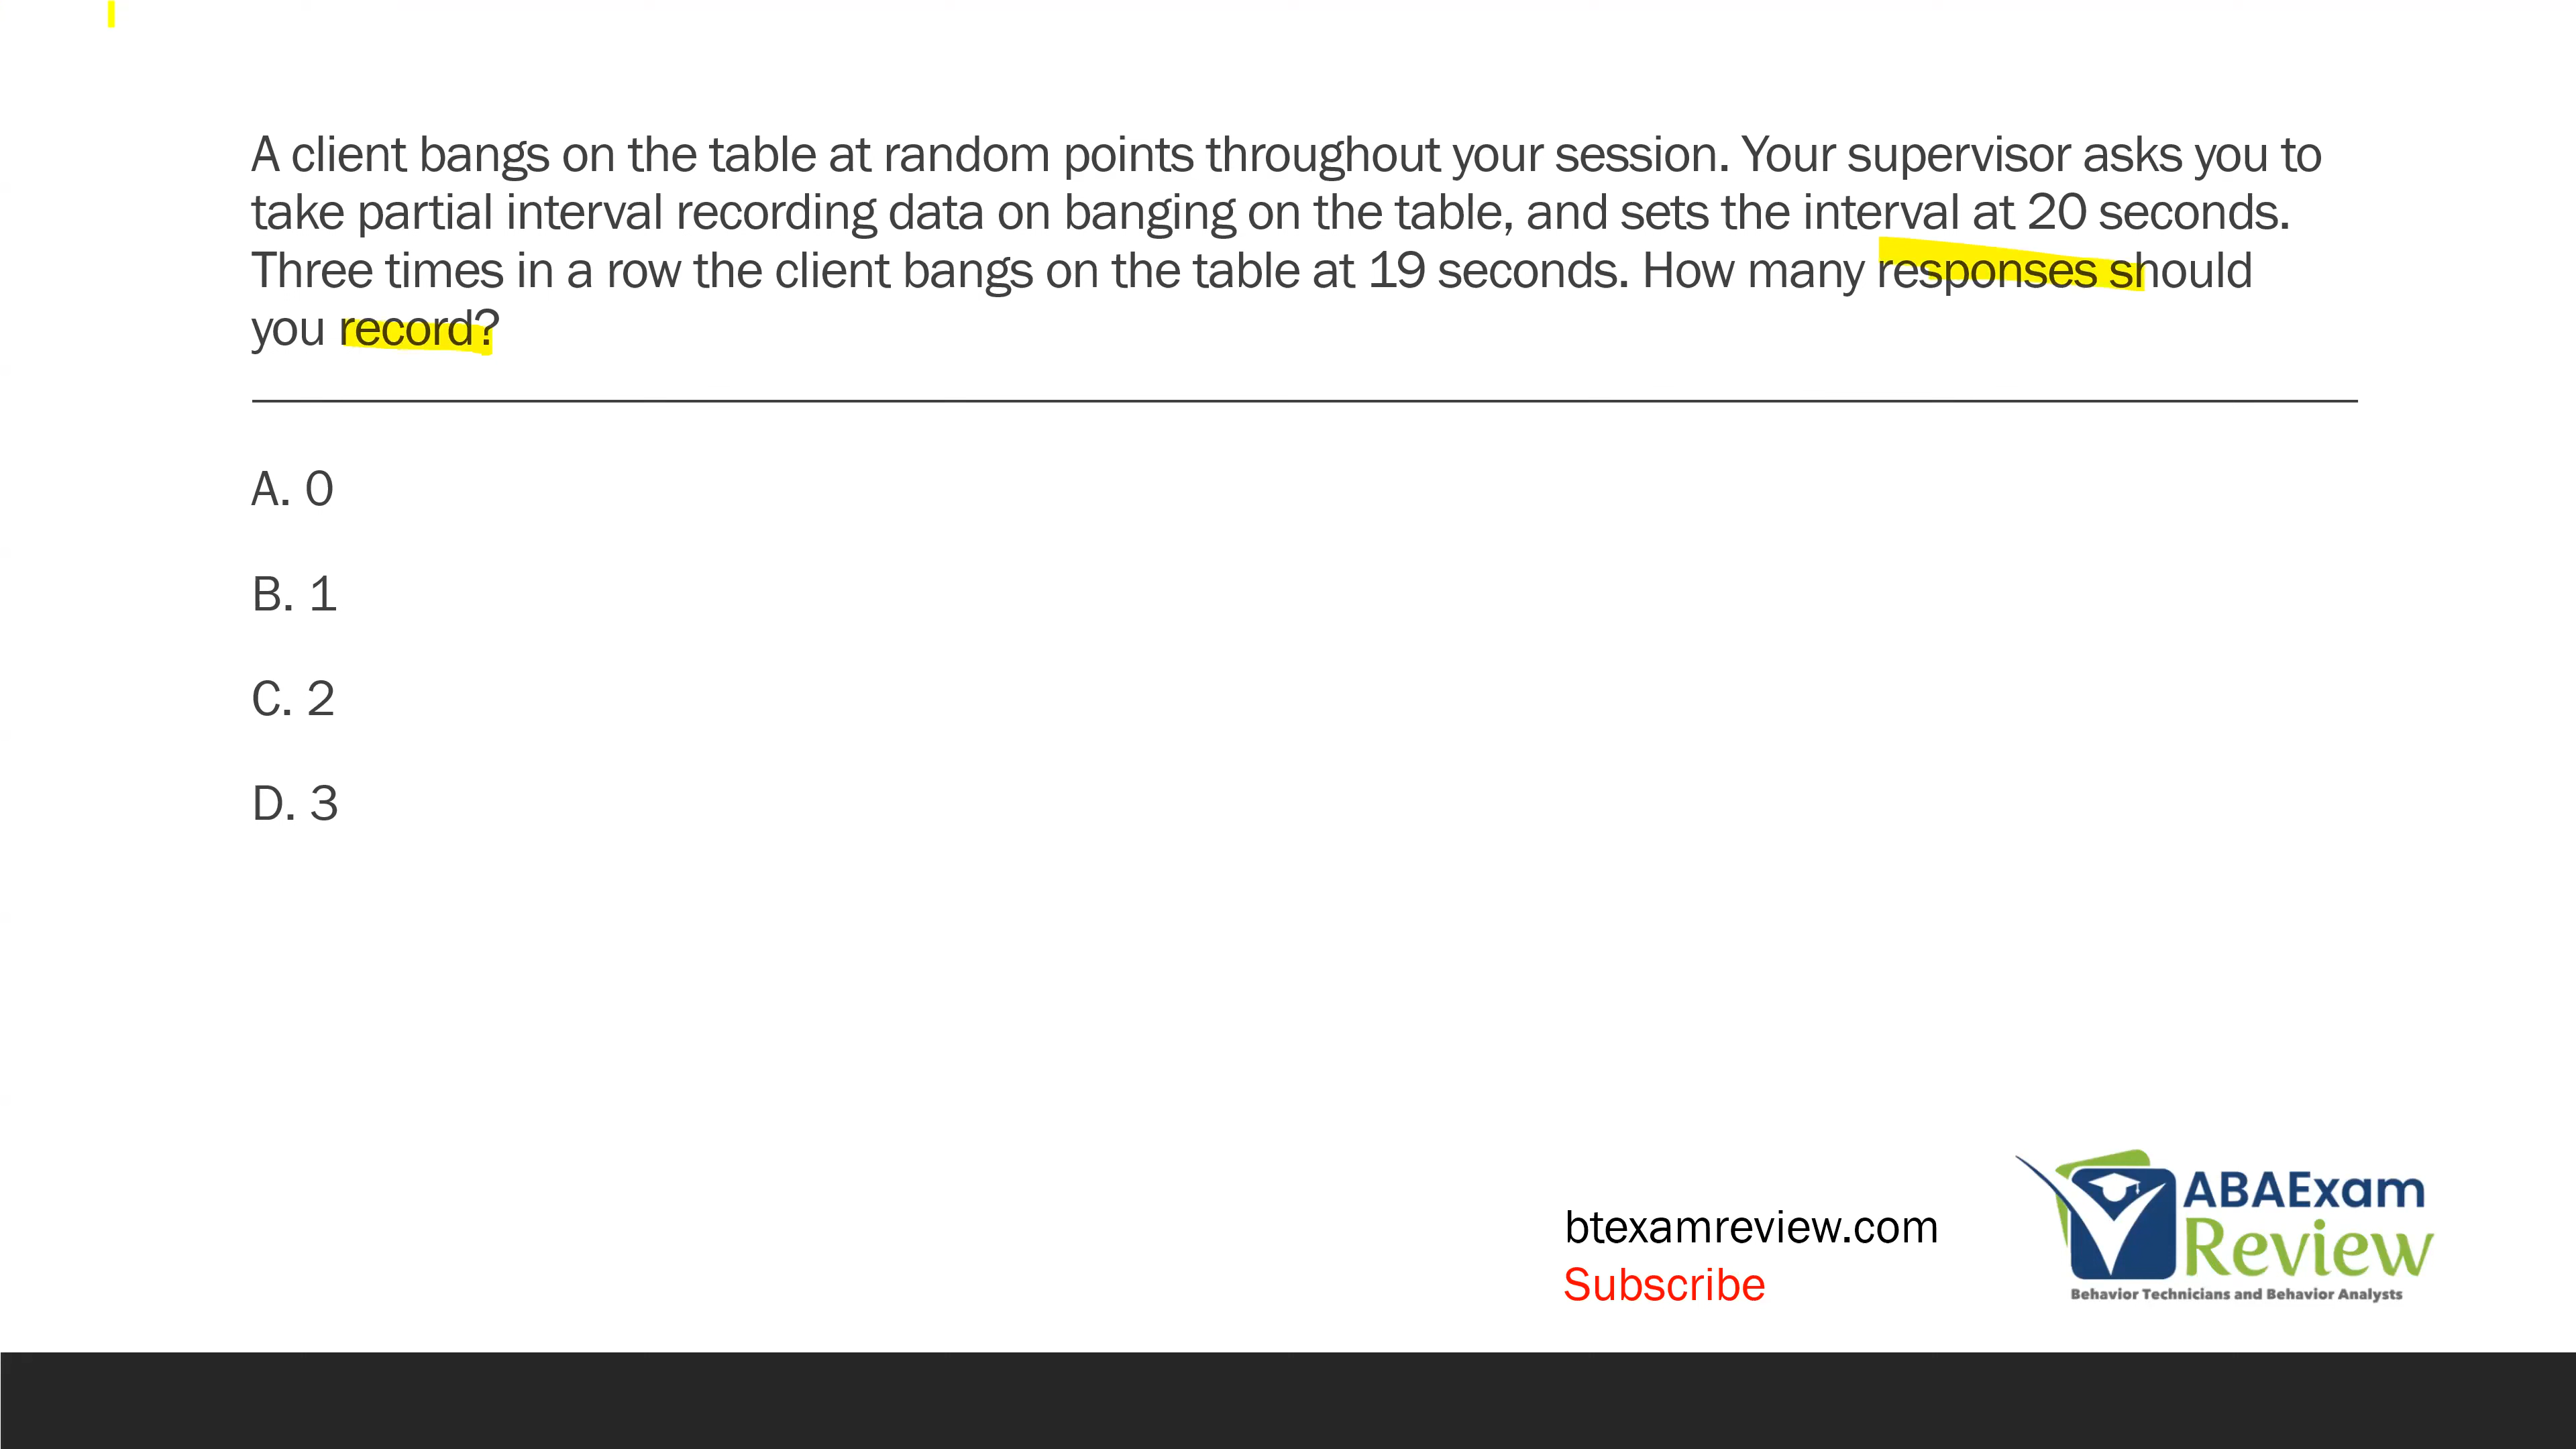 A client bangs on the table at random points throughout your session. Your supervisor asks you to
take partial interval recording data on banging on the table, and sets the interval at 20 seconds.
Three times in a row the client bangs on the table at 19 seconds. How many responses should
you record?
A. 0
B. 1
C. 2
D. 3
btexamreview.com
Subscribe
ABAExam
Review
Behavior Technicians and Behavior Analysts